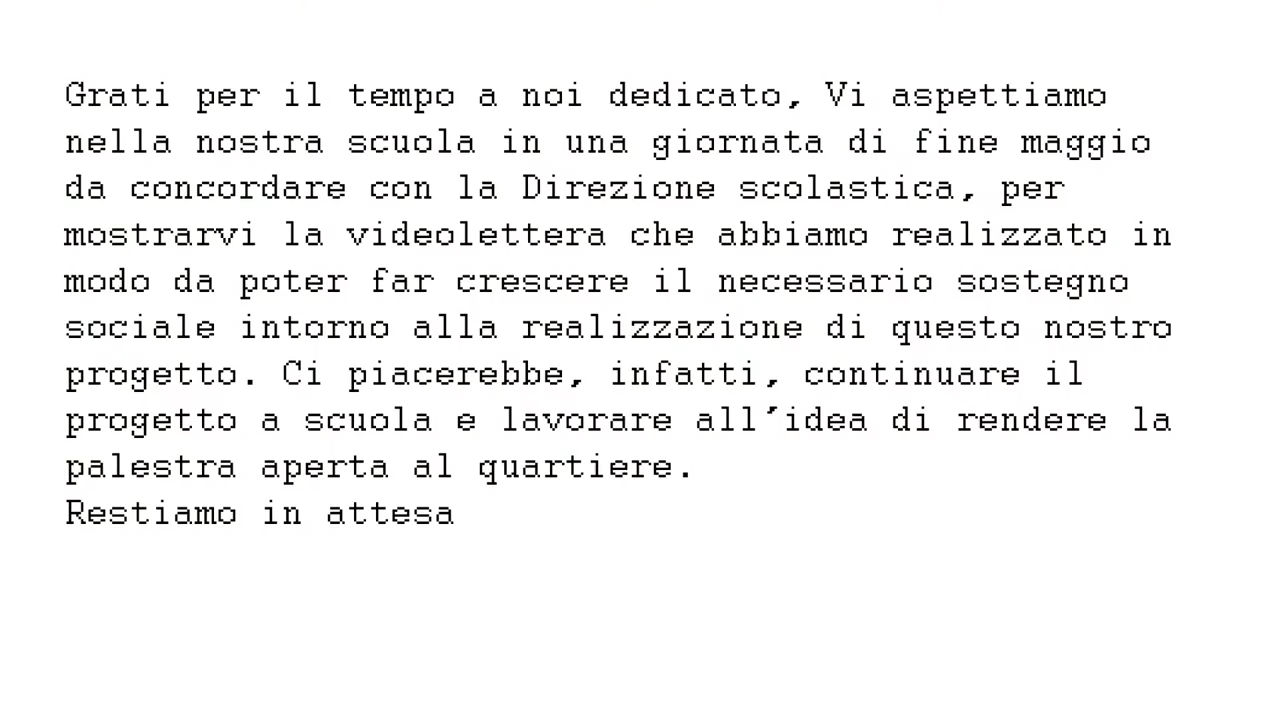 Grati per il tempo a noi dedicato, Vi aspettiamo
nella nostra scuola in una giornata di fine maggio
da concordare con la Direzione scolastica, per
mostrarvi la videolettera che abbiamo realizzato in
modo da poter far crescere il necessario sostegno
sociale intorno alla realizzazione di questo nostro
progetto. Ci piacerebbe, infatti, continuare il
progetto a scuola e lavorare all'idea di rendere la
palestra aperta al quartiere.
Restiamo in attesa